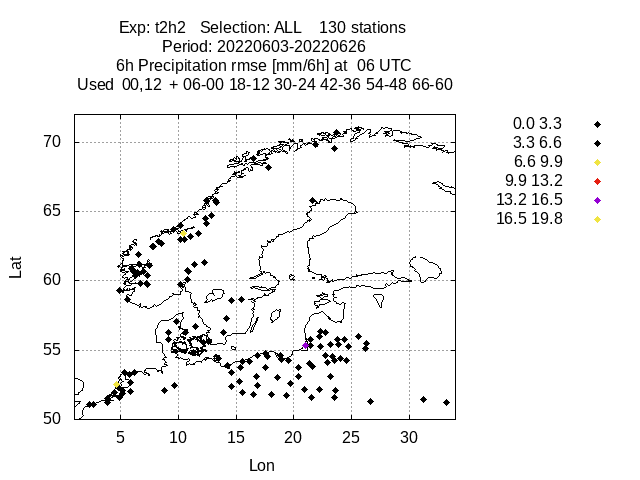 Exp: t2h2 Selection: ALL 130 stations
Period: 20220603-20220626
6h Precipitation rmse [mm/6h] at 06 UTC
Used 00,12 + 06-00 18-12 30-24 42-36 54-48 66-60
0.0 3.3
3.3 6.6
6.6 9.9
9.9 13.2
13.2 16.5
16.5 19.8
70
65
60
55
50
Lat
5 10 15 20 25 30
Lon